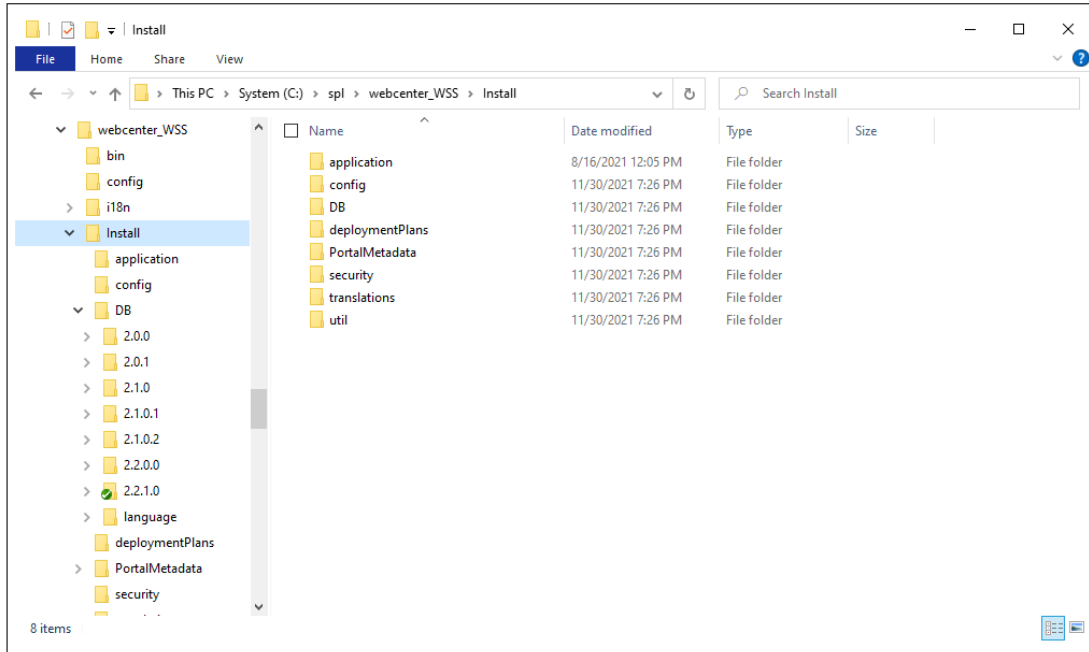 Install
File Home Share View
This PC > System (C:) > spl > webcenter_WSS > Install
Search Install
webcenter_WSS
bin
config
i18n
Install
application
config
DB
2.0.0
2.0.1
2.1.0
2.1.0.1
2.1.0.2
2.2.0.0
2.2.1.0
language
deploymentPlans
PortalMetadata
security
Name Date modified Type Size
application 8/16/2021 12:05 PM File folder
config 11/30/2021 7:26 PM File folder
DB 11/30/2021 7:26 PM File folder
deploymentPlans 11/30/2021 7:26 PM File folder
PortalMetadata 11/30/2021 7:26 PM File folder
security 11/30/2021 7:26 PM File folder
translations 11/30/2021 7:26 PM File folder
util 11/30/2021 7:26 PM File folder
8 items